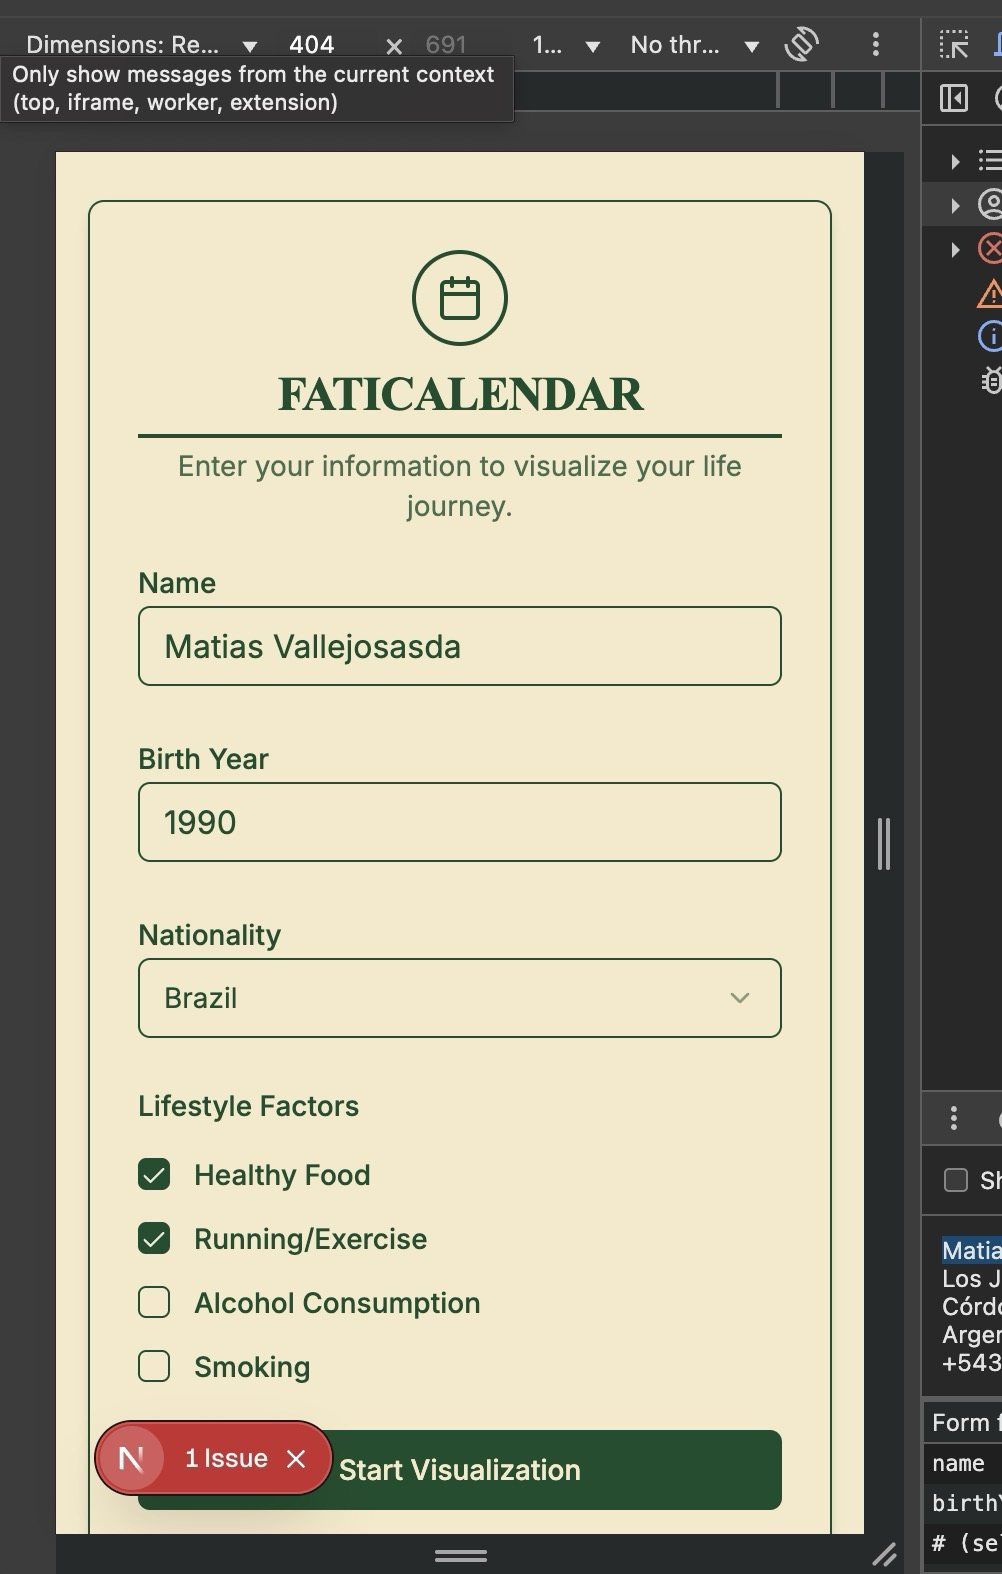 Dimensions: Re... 404 × 691 1... No thr...
Only show messages from the current context
(top, iframe, worker, extension)
FATICALENDAR
Enter your information to visualize your life
journey.
Name
Matias Vallejosasda
Birth Year
1990
Nationality
Brazil
Lifestyle Factors
Healthy Food
Running/Exercise
Alcohol Consumption
Smoking
N 1 Issue
Start Visualization
Sh
Matia
Los J
Córdo
Argen
+543
Form f
name
birthY
# (se